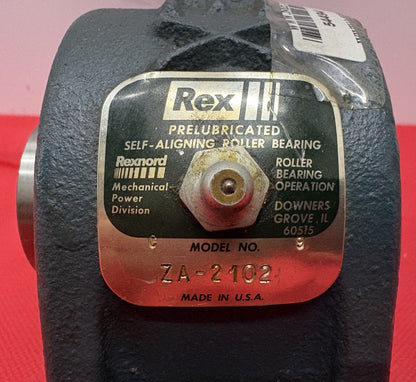 Rex
PRELUBRICATED
SELF-ALIGNING ROLLER BEARING
Rexnord
Mechanical
Power
Division
ROLLER
BEARING
OPERATION
DOWNERS
GROVE, IL
60515
C 9
MODEL NO.
ZA-2102
MADE IN U.S.A.